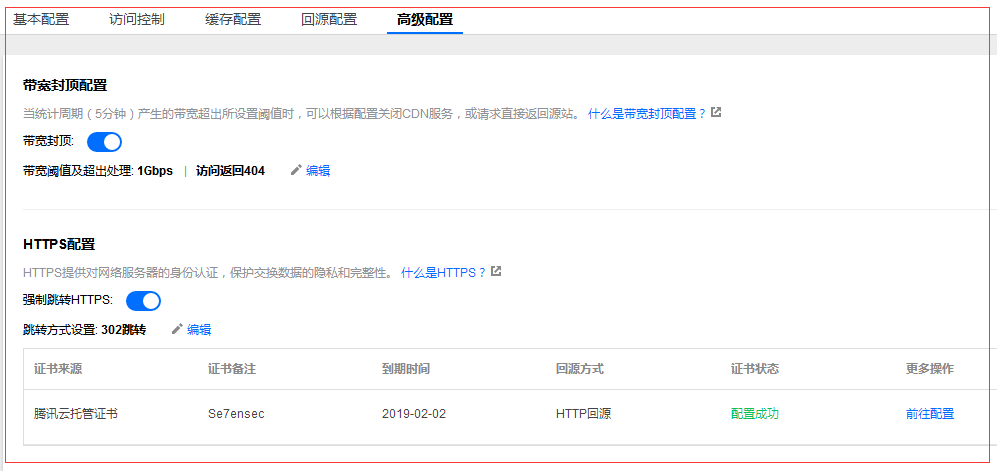 基本配置 访问控制 缓存配置 回源配置 高级配置
带宽封顶配置
当统计周期（5分钟）产生的带宽超出所设置阈值时，可以根据配置关闭CDN服务，或请求直接返回源站。 什么是带宽封顶配置？
带宽封顶:
带宽阈值及超出处理: 1Gbps | 访问返回404 编辑
HTTPS配置
HTTPS提供对网络服务器的身份认证，保护交换数据的隐私和完整性。 什么是HTTPS？
强制跳转HTTPS:
跳转方式设置: 302跳转 编辑
证书来源 证书备注 到期时间 回源方式 证书状态 更多操作
腾讯云托管证书 Se7ensec 2019-02-02 HTTP回源 配置成功 前往配置